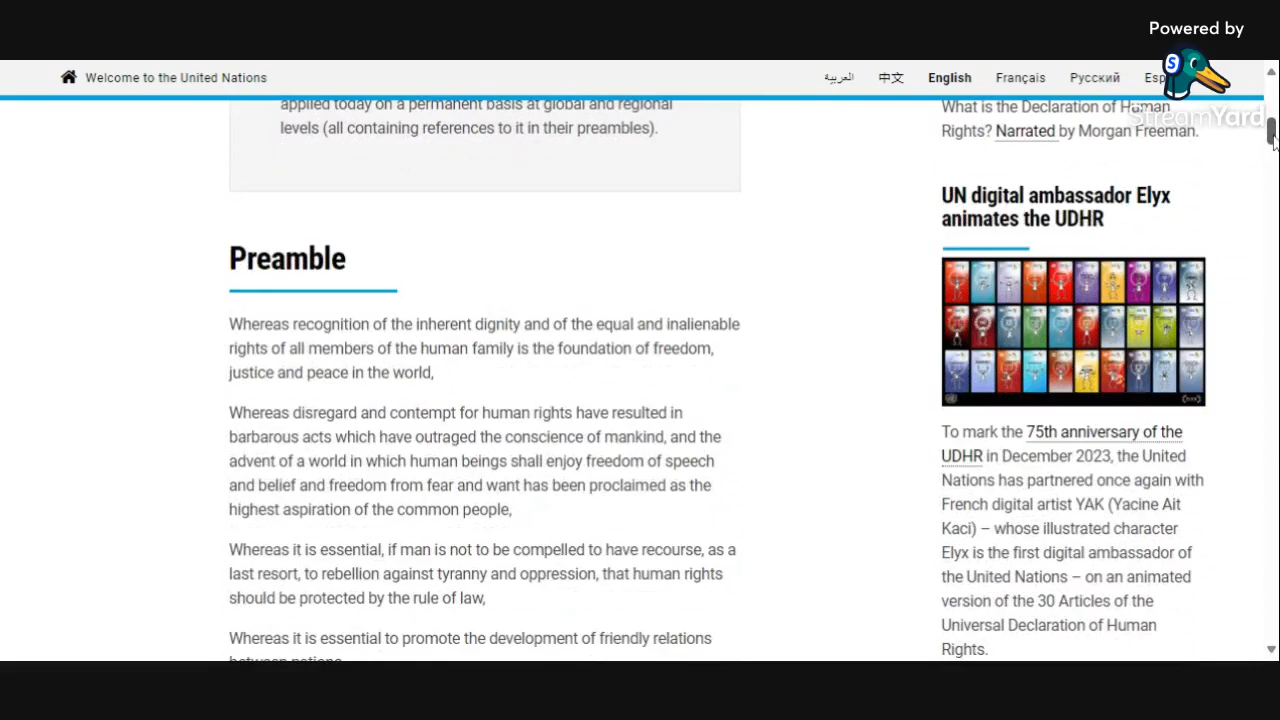 Powered by
StreamYard
Welcome to the United Nations
العربية
中文
English
Français
Русский
applied today on a permanent basis at global and regional
levels (all containing references to it in their preambles).
Preamble
Whereas recognition of the inherent dignity and of the equal and inalienable
rights of all members of the human family is the foundation of freedom,
justice and peace in the world,
Whereas disregard and contempt for human rights have resulted in
barbarous acts which have outraged the conscience of mankind, and the
advent of a world in which human beings shall enjoy freedom of speech
and belief and freedom from fear and want has been proclaimed as the
highest aspiration of the common people,
Whereas it is essential, if man is not to be compelled to have recourse, as a
last resort, to rebellion against tyranny and oppression, that human rights
should be protected by the rule of law,
Whereas it is essential to promote the development of friendly relations
between nations
What is the Declaration of Human
Rights? Narrated by Morgan Freeman.
UN digital ambassador Elyx
animates the UDHR
To mark the 75th anniversary of the
UDHR in December 2023, the United
Nations has partnered once again with
French digital artist YAK (Yacine Ait
Kaci) – whose illustrated character
Elyx is the first digital ambassador of
the United Nations – on an animated
version of the 30 Articles of the
Universal Declaration of Human
Rights.